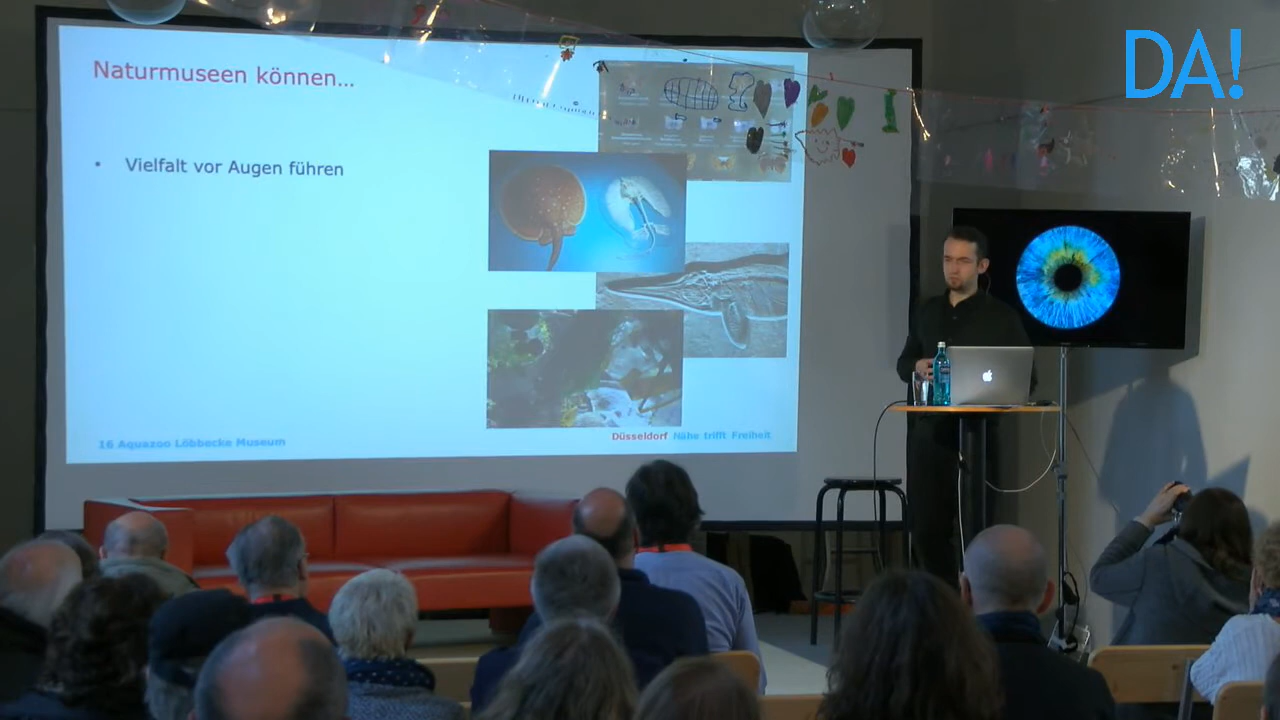 DA!
Naturmuseen können...
• Vielfalt vor Augen führen
16 Aquazoo Löbbecke Museum
Düsseldorf Nähe trifft Freiheit